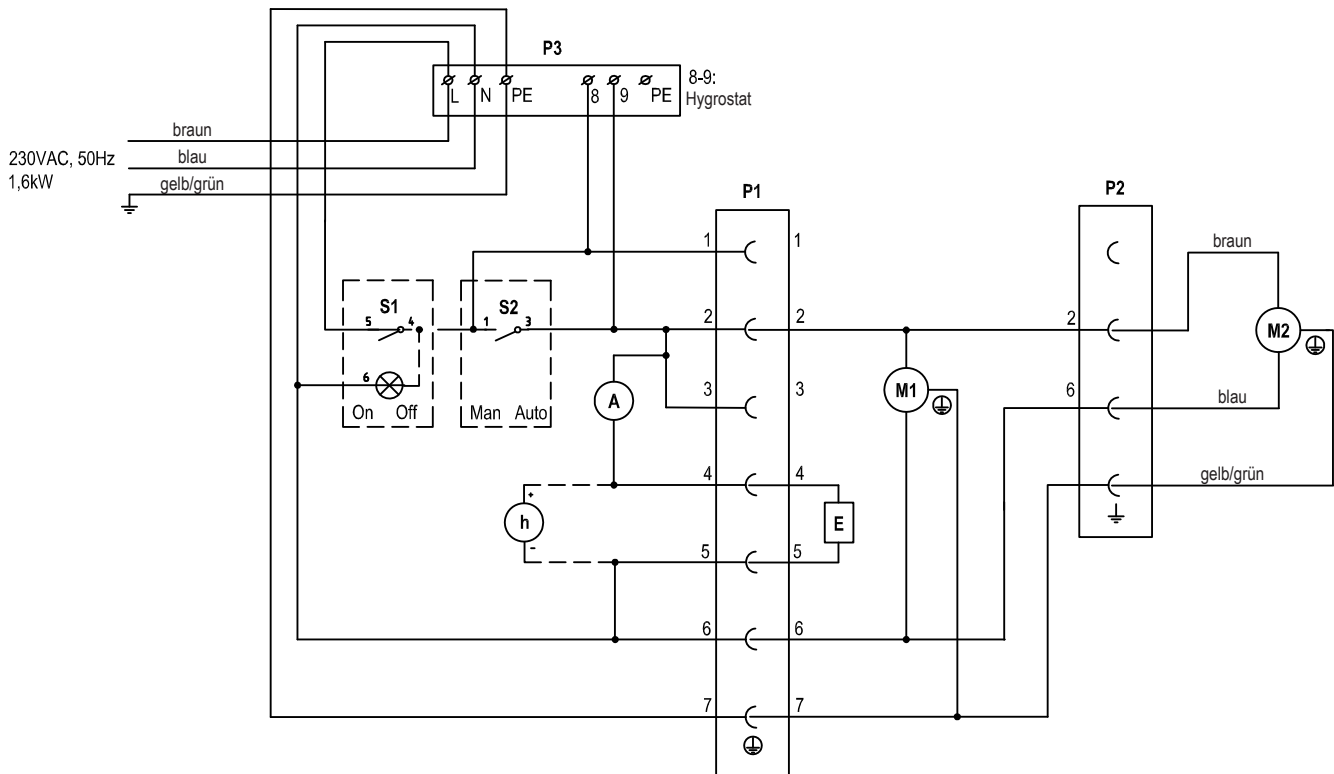 P3
L N PE 8 9 PE
8-9:
Hygrostat
braun
230VAC, 50Hz
blau
1,6kW
gelb/grün
P1
P2
1 1
braun
S1 S2
5 4 1 3
2 2 2
M2
6
On Off Man Auto
A
3 3
M1
6
blau
4 4
gelb/grün
+
h
-
E
5 5
6 6
7 7